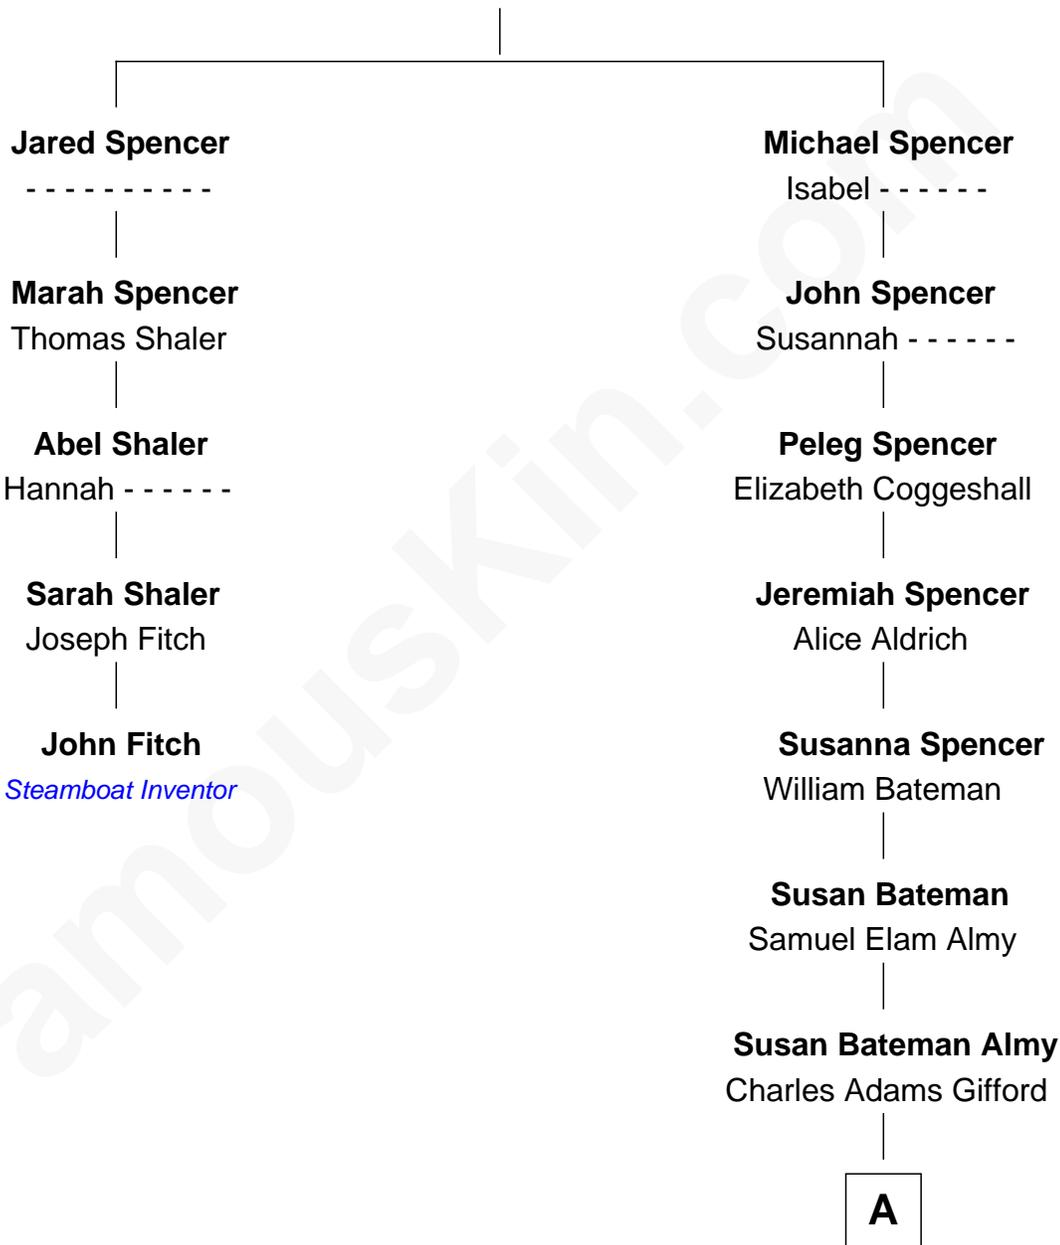 Jared Spencer
- - - - - - - - - -
Marah Spencer
Thomas Shaler
Abel Shaler
Hannah - - - - - -
Sarah Shaler
Joseph Fitch
John Fitch
Steamboat Inventor
Michael Spencer
Isabel - - - - - -
John Spencer
Susannah - - - - - -
Peleg Spencer
Elizabeth Coggeshall
Jeremiah Spencer
Alice Aldrich
Susanna Spencer
William Bateman
Susan Bateman
Samuel Elam Almy
Susan Bateman Almy
Charles Adams Gifford
A
amousKin.com